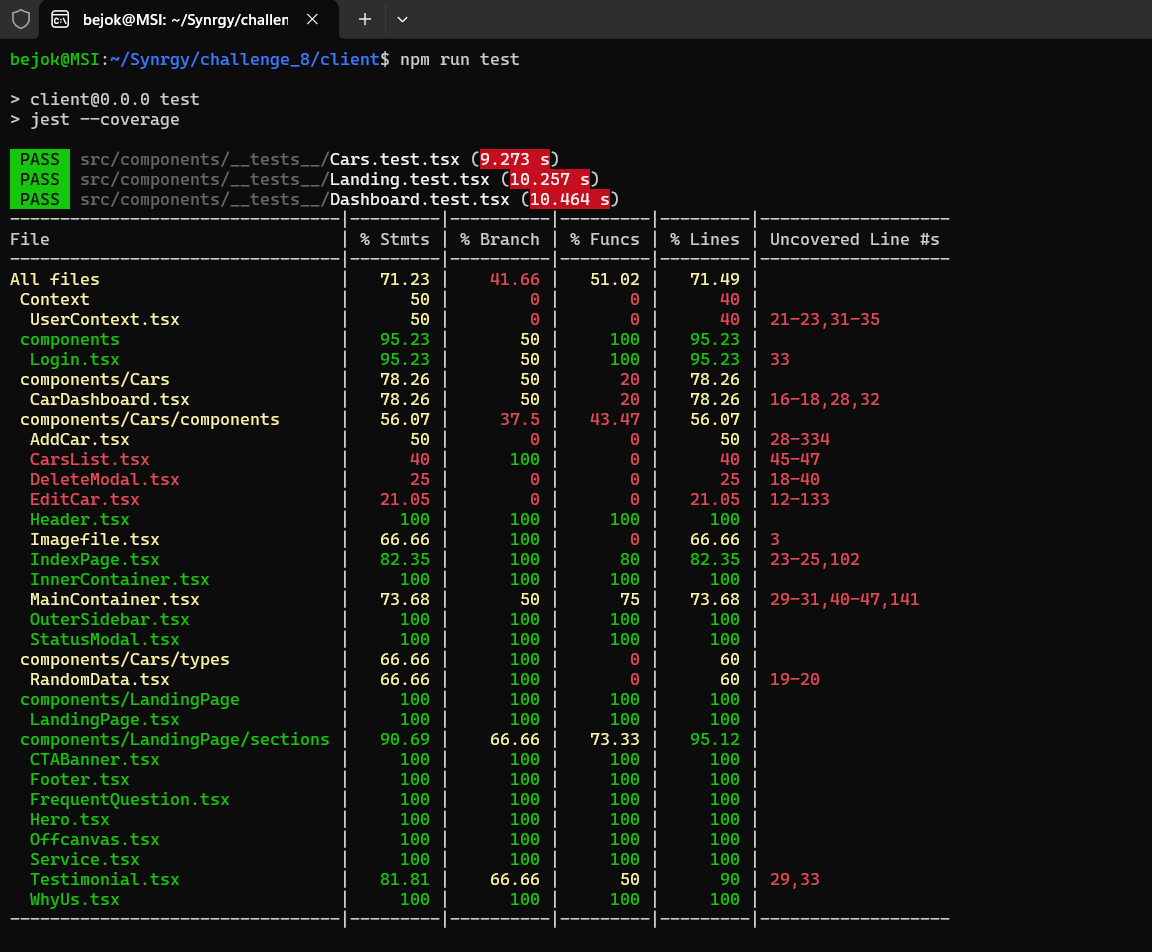 bejok@MSI: ~/Synrgy/challen
bejok@MSI:~/Synrgy/challenge_8/client$ npm run test
> client@0.0.0 test
> jest --coverage
PASS src/components/__tests__/Cars.test.tsx (9.273 s)
PASS src/components/__tests__/Landing.test.tsx (10.257 s)
PASS src/components/__tests__/Dashboard.test.tsx (10.464 s)
---------------------------------|---------|----------|---------|---------|-------------------
File                             | % Stmts | % Branch | % Funcs | % Lines | Uncovered Line #s
---------------------------------|---------|----------|---------|---------|-------------------
All files                        |   71.23 |    41.66 |   51.02 |   71.49 |
 Context                         |      50 |        0 |       0 |      40 |
  UserContext.tsx                |      50 |        0 |       0 |      40 | 21-23,31-35
 components                      |   95.23 |       50 |     100 |   95.23 |
  Login.tsx                      |   95.23 |       50 |     100 |   95.23 | 33
 components/Cars                 |   78.26 |       50 |      20 |   78.26 |
  CarDashboard.tsx               |   78.26 |       50 |      20 |   78.26 | 16-18,28,32
 components/Cars/components      |   56.07 |     37.5 |   43.47 |   56.07 |
  AddCar.tsx                     |      50 |        0 |       0 |      50 | 28-334
  CarsList.tsx                   |      40 |      100 |       0 |      40 | 45-47
  DeleteModal.tsx                |      25 |        0 |       0 |      25 | 18-40
  EditCar.tsx                    |   21.05 |        0 |       0 |   21.05 | 12-133
  Header.tsx                     |     100 |      100 |     100 |     100 |
  Imagefile.tsx                  |   66.66 |      100 |       0 |   66.66 | 3
  IndexPage.tsx                  |   82.35 |      100 |      80 |   82.35 | 23-25,102
  InnerContainer.tsx             |     100 |      100 |     100 |     100 |
  MainContainer.tsx              |   73.68 |       50 |      75 |   73.68 | 29-31,40-47,141
  OuterSidebar.tsx               |     100 |      100 |     100 |     100 |
  StatusModal.tsx                |     100 |      100 |     100 |     100 |
 components/Cars/types           |   66.66 |      100 |       0 |      60 |
  RandomData.tsx                 |   66.66 |      100 |       0 |      60 | 19-20
 components/LandingPage          |     100 |      100 |     100 |     100 |
  LandingPage.tsx                |     100 |      100 |     100 |     100 |
 components/LandingPage/sections |   90.69 |    66.66 |   73.33 |   95.12 |
  CTABanner.tsx                  |     100 |      100 |     100 |     100 |
  Footer.tsx                     |     100 |      100 |     100 |     100 |
  FrequentQuestion.tsx           |     100 |      100 |     100 |     100 |
  Hero.tsx                       |     100 |      100 |     100 |     100 |
  Offcanvas.tsx                  |     100 |      100 |     100 |     100 |
  Service.tsx                    |     100 |      100 |     100 |     100 |
  Testimonial.tsx                |   81.81 |    66.66 |      50 |      90 | 29,33
  WhyUs.tsx                      |     100 |      100 |     100 |     100 |
---------------------------------|---------|----------|---------|---------|-------------------